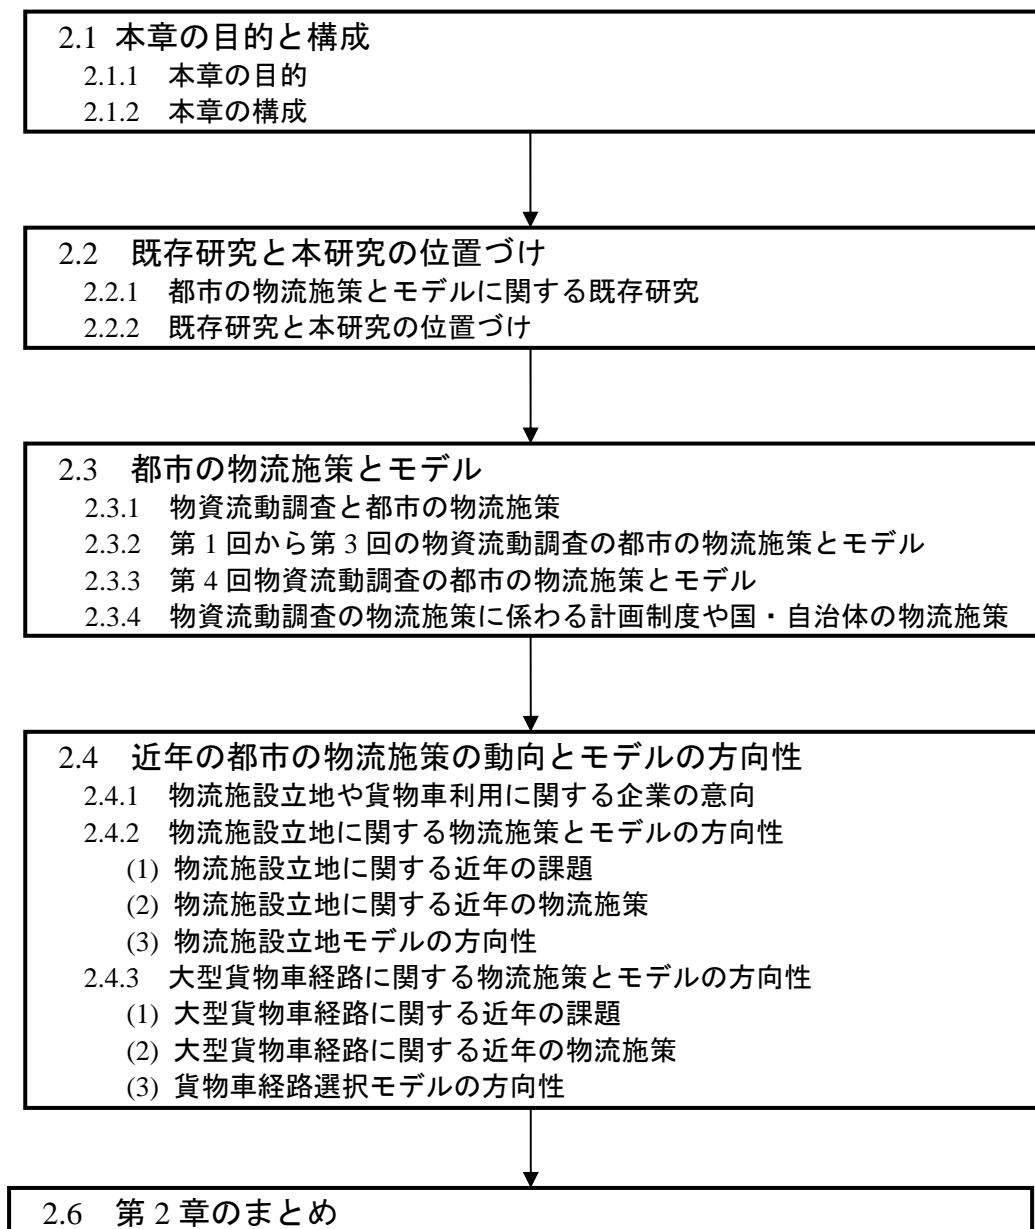 2.1 本章の目的と構成
2.1.1 本章の目的
2.1.2 本章の構成
2.2 既存研究と本研究の位置づけ
2.2.1 都市の物流施策とモデルに関する既存研究
2.2.2 既存研究と本研究の位置づけ
2.3 都市の物流施策とモデル
2.3.1 物資流動調査と都市の物流施策
2.3.2 第1回から第3回の物資流動調査の都市の物流施策とモデル
2.3.3 第4回物資流動調査の都市の物流施策とモデル
2.3.4 物資流動調査の物流施策に係わる計画制度や国・自治体の物流施策
2.4 近年の都市の物流施策の動向とモデルの方向性
2.4.1 物流施設立地や貨物車利用に関する企業の意向
2.4.2 物流施設立地に関する物流施策とモデルの方向性
(1) 物流施設立地に関する近年の課題
(2) 物流施設立地に関する近年の物流施策
(3) 物流施設立地モデルの方向性
2.4.3 大型貨物車経路に関する物流施策とモデルの方向性
(1) 大型貨物車経路に関する近年の課題
(2) 大型貨物車経路に関する近年の物流施策
(3) 貨物車経路選択モデルの方向性
2.6 第2章のまとめ